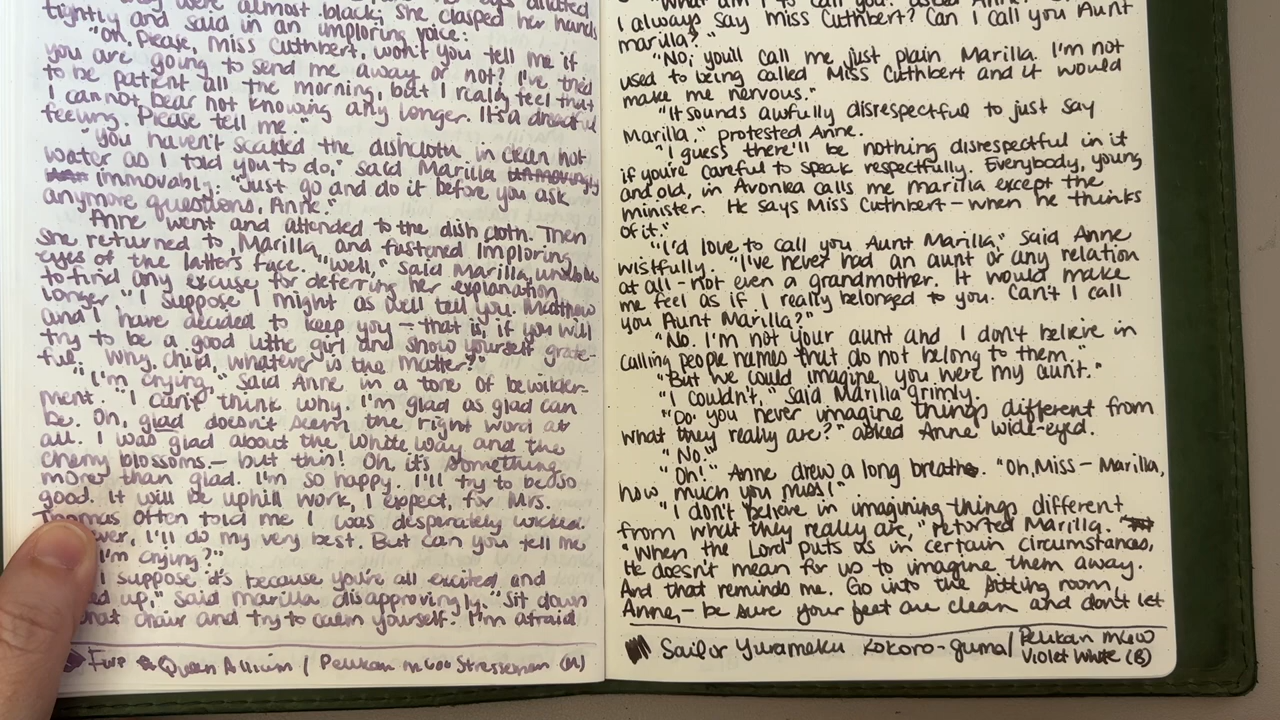 they were almost black; she clasped her hands
tightly and said in an imploring voice:
"Oh, Please, Miss Cuthbert, won't you tell me if
you are going to send me away or not? I've tried
to be patient all the morning, but I really feel that
I cannot bear not knowing any longer. Its a dreadful
feeling. Please tell me."
"You haven't scalded the dishcloth in clean hot
water as I told you to do," said Marilla
immovably. "Just go and do it before you ask
anymore questions, Anne."
Anne went and attended to the dish cloth. Then
she returned to Marilla and fastened imploring
eyes of the latter's face. "Well," said Marilla, unable
to find any excuse for deferring her explanation
longer "I suppose I might as well tell you. Matthew
and I have decided to keep you — that is, if you will
try to be a good little girl and show yourself grate-
ful. Why, child, whatever is the matter?"
"I'm crying," said Anne in a tone of bewilder-
ment. "I can't think why. I'm glad as glad can
be. Oh, glad doesn't seem the right word at
all. I was glad about the White Way and the
cherry blossoms — but this! Oh, it's something
more than glad. I'm so happy. I'll try to be so
good. It will be uphill work, I expect, for Mrs.
Thomas often told me I was desperately wicked.
ver, I'll do my very best. But can you tell me
I'm crying?"
I suppose it's because you're all excited and
ed up," said marilla disapprovingly. "Sit down
that chair and try to calm yourself. I'm afraid
Queen Allium / Pelikan m600 Stresseman (M)
"What am I to call you?" asked Anne.
I always say miss Cuthbert? Can I call you Aunt
marilla?"
"No; you'll call me just plain Marilla. I'm not
used to being called Miss Cuthbert and it would
make me nervous."
"It sounds awfully disrespectful to just say
Marilla," protested Anne.
"I guess there'll be nothing disrespectful in it
if you're careful to speak respectfully. Everybody, young
and old, in Avonlea calls me marilla except the
minister. He says Miss Cuthbert — when he thinks
of it."
"I'd love to call you Aunt Marilla," said Anne
wistfully. "I've never had an aunt or any relation
at all - not even a grandmother. It would make
me feel as if I really belonged to you. Can't I call
you Aunt Marilla?"
"No. I'm not your aunt and I don't believe in
calling people names that do not belong to them."
"But we could imagine you were my aunt."
"I couldn't," said Marilla grimly.
"Do you never imagine things different from
what they really are?" asked Anne wide-eyed.
"No."
"Oh!" Anne drew a long breath. "Oh, Miss — Marilla,
how much you miss!"
"I don't believe in imagining things different
from what they really are," retorted Marilla.
"When the Lord puts us in certain circumstances,
He doesn't mean for us to imagine them away.
And that reminds me. Go into the sitting room,
Anne, — be sure your feet are clean and don't let
Sailor Yurameku Kokoro-guma / Pelikan m600
Violet White (B)